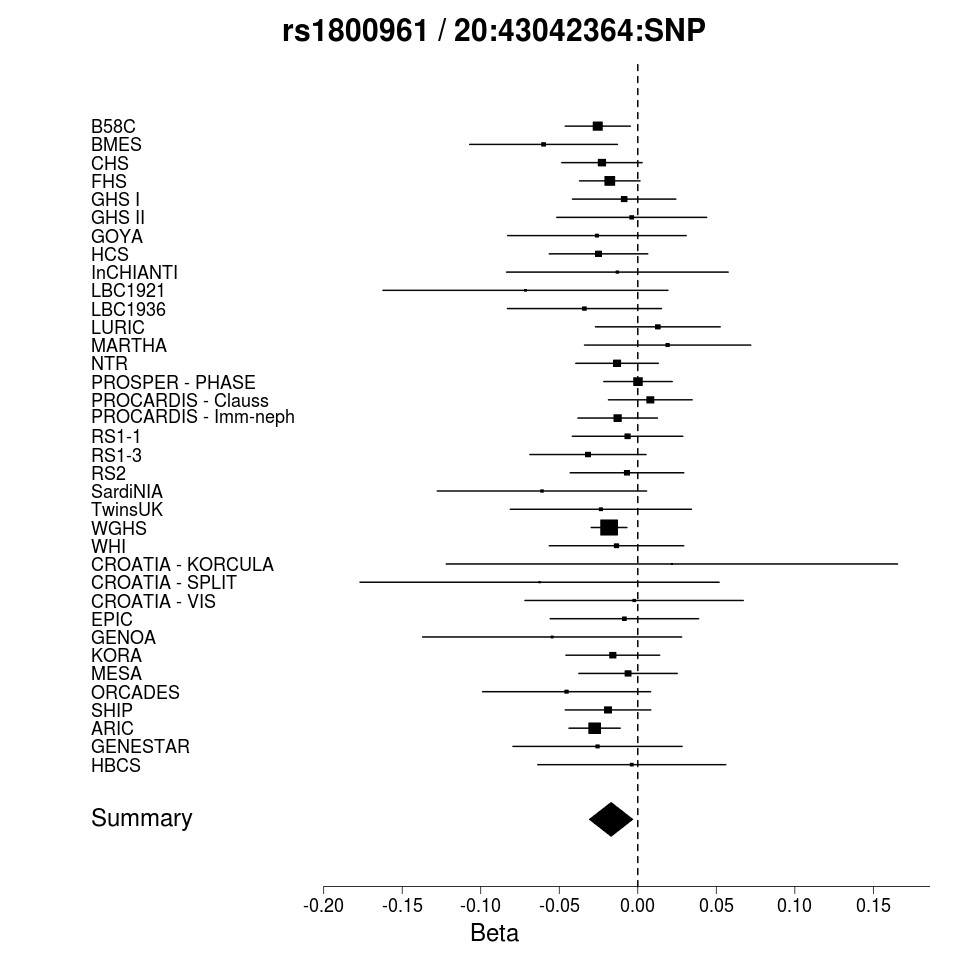 rs1800961 / 20:43042364:SNP
B58C
BMES
CHS
FHS
GHS I
GHS II
GOYA
HCS
InCHIANTI
LBC1921
LBC1936
LURIC
MARTHA
NTR
PROSPER - PHASE
PROCARDIS - Clauss
PROCARDIS - Imm-neph
RS1-1
RS1-3
RS2
SardiNIA
TwinsUK
WGHS
WHI
CROATIA - KORCULA
CROATIA - SPLIT
CROATIA - VIS
EPIC
GENOA
KORA
MESA
ORCADES
SHIP
ARIC
GENESTAR
HBCS
Summary
-0.20 -0.15 -0.10 -0.05 0.00 0.05 0.10 0.15
Beta